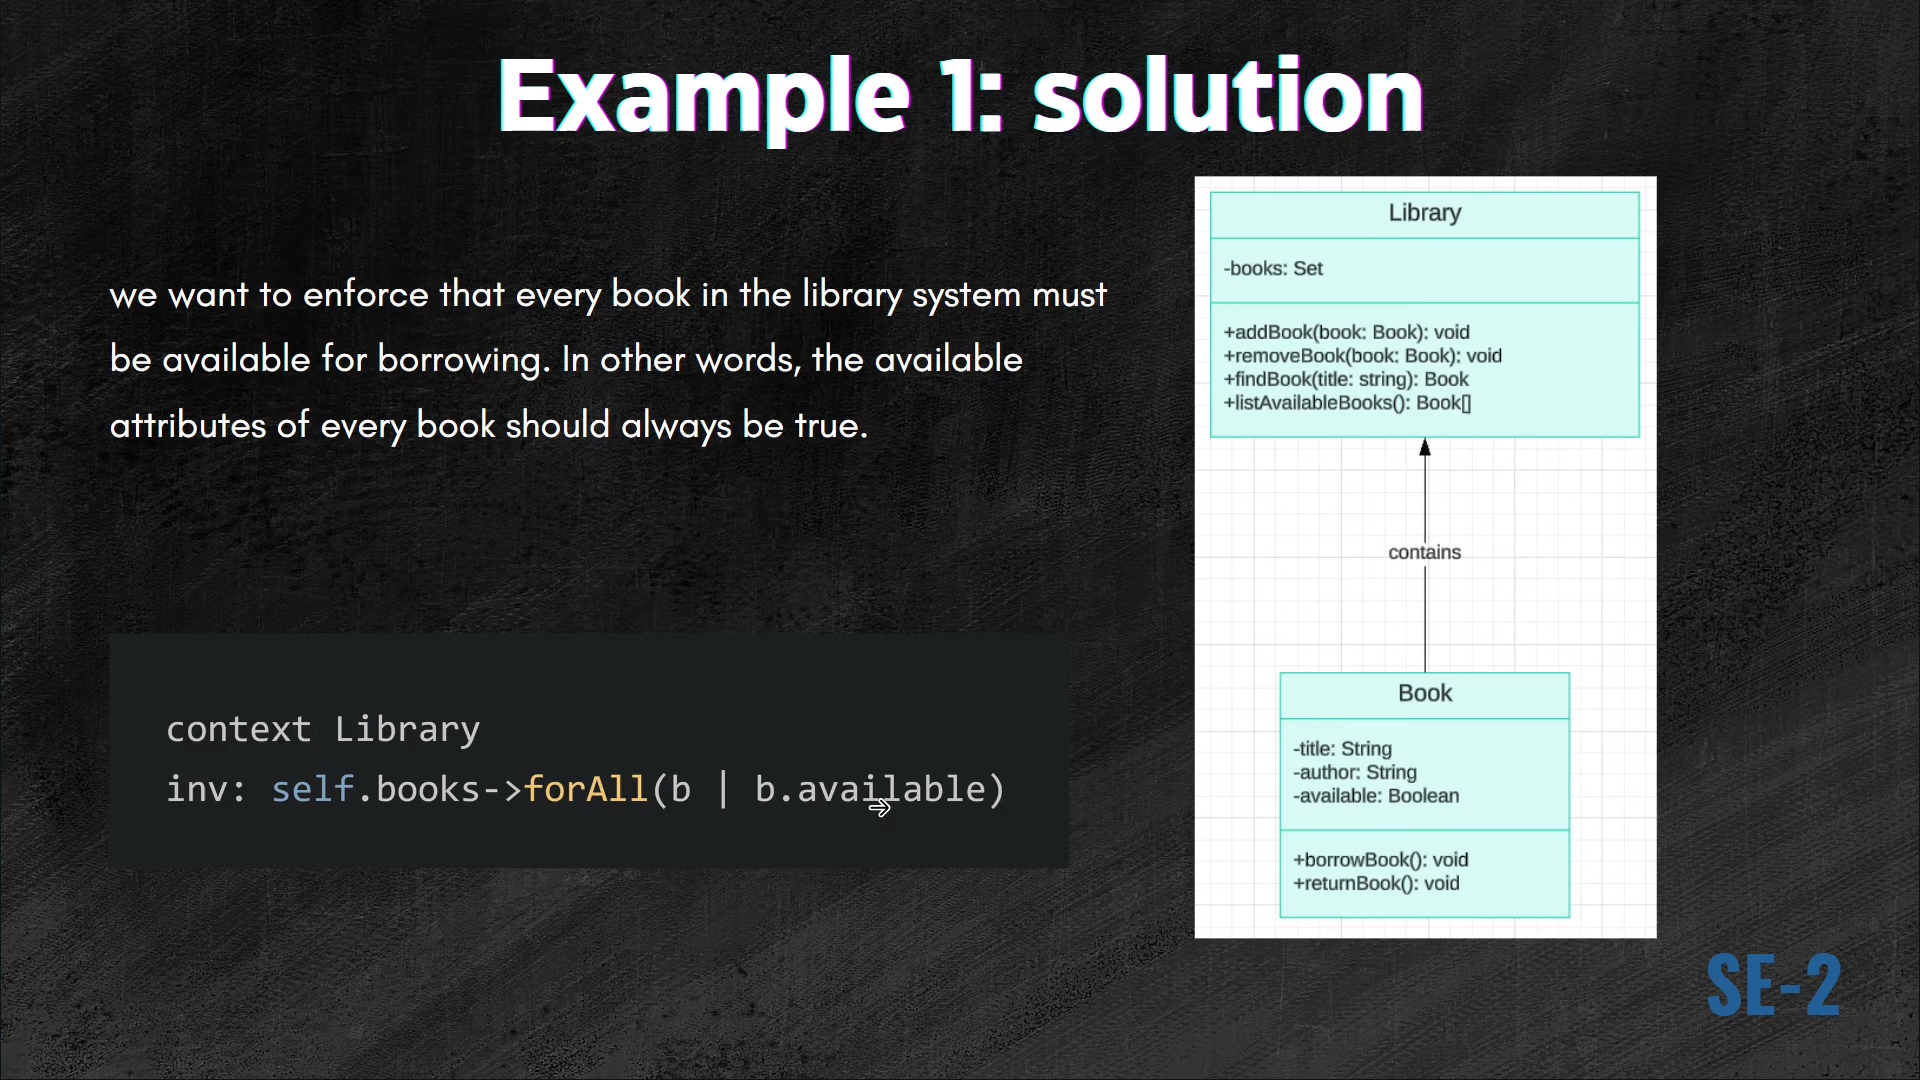 Example 1: solution
we want to enforce that every book in the library system must
be available for borrowing. In other words, the available
attributes of every book should always be true.
context Library
inv: self.books->forAll(b | b.available)
Library
-books: Set
+addBook(book: Book): void
+removeBook(book: Book): void
+findBook(title: string): Book
+listAvailableBooks(): Book[]
contains
Book
-title: String
-author: String
-available: Boolean
+borrowBook(): void
+returnBook(): void
SE-2